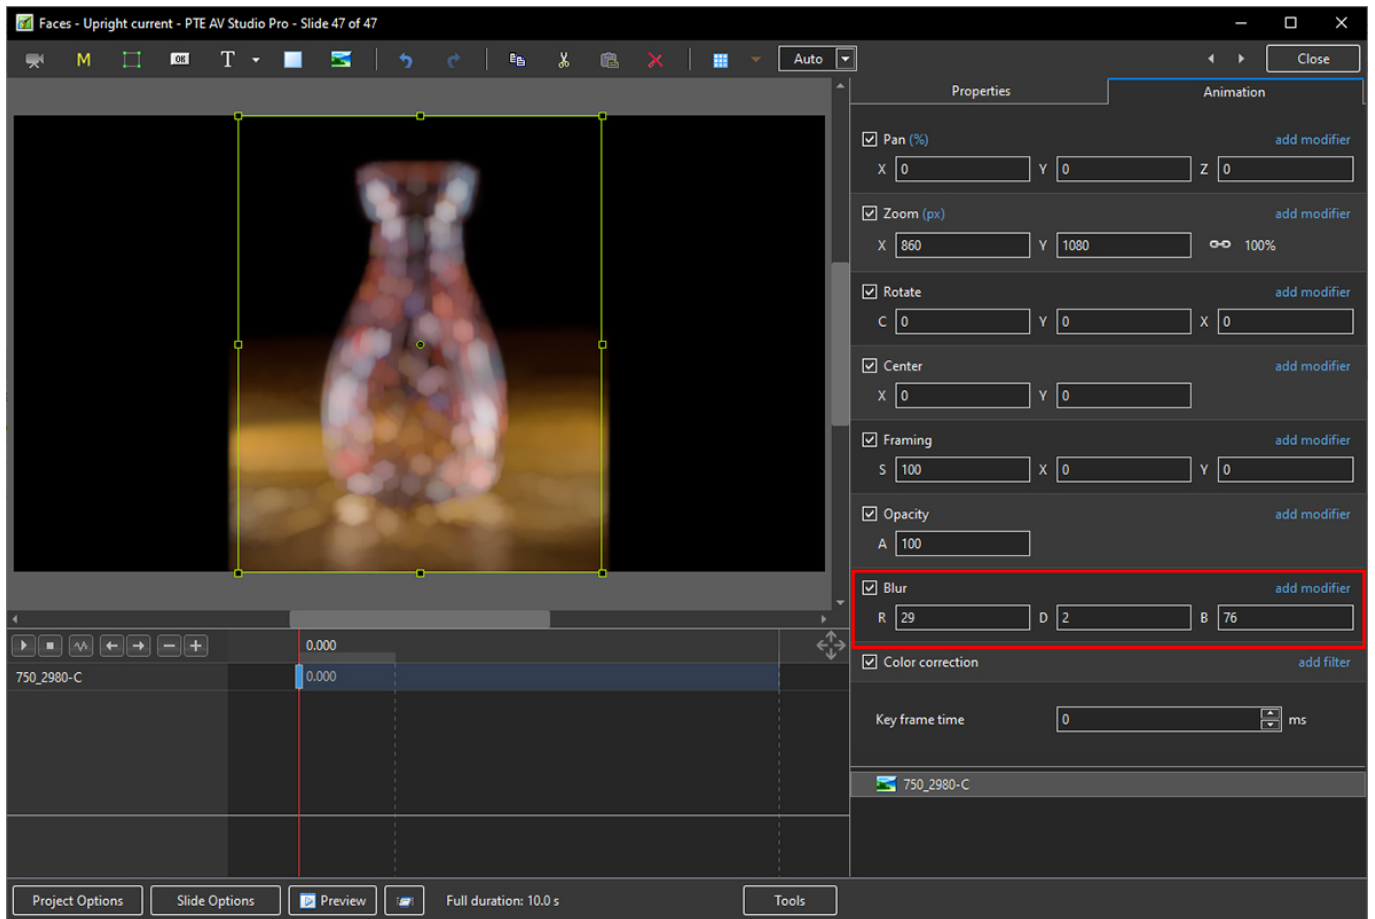 Faces - Upright current - PTE AV Studio Pro - Slide 47 of 47
M OK T Auto Close
Properties Animation
Pan (%) add modifier
X 0 Y 0 Z 0
Zoom (px) add modifier
X 860 Y 1080 100%
Rotate add modifier
C 0 Y 0 X 0
Center add modifier
X 0 Y 0
Framing add modifier
S 100 X 0 Y 0
Opacity add modifier
A 100
Blur add modifier
R 29 D 2 B 76
Color correction add filter
Key frame time 0 ms
750_2980-C
0.000
750_2980-C 0.000
Project Options Slide Options Preview Full duration: 10.0 s Tools